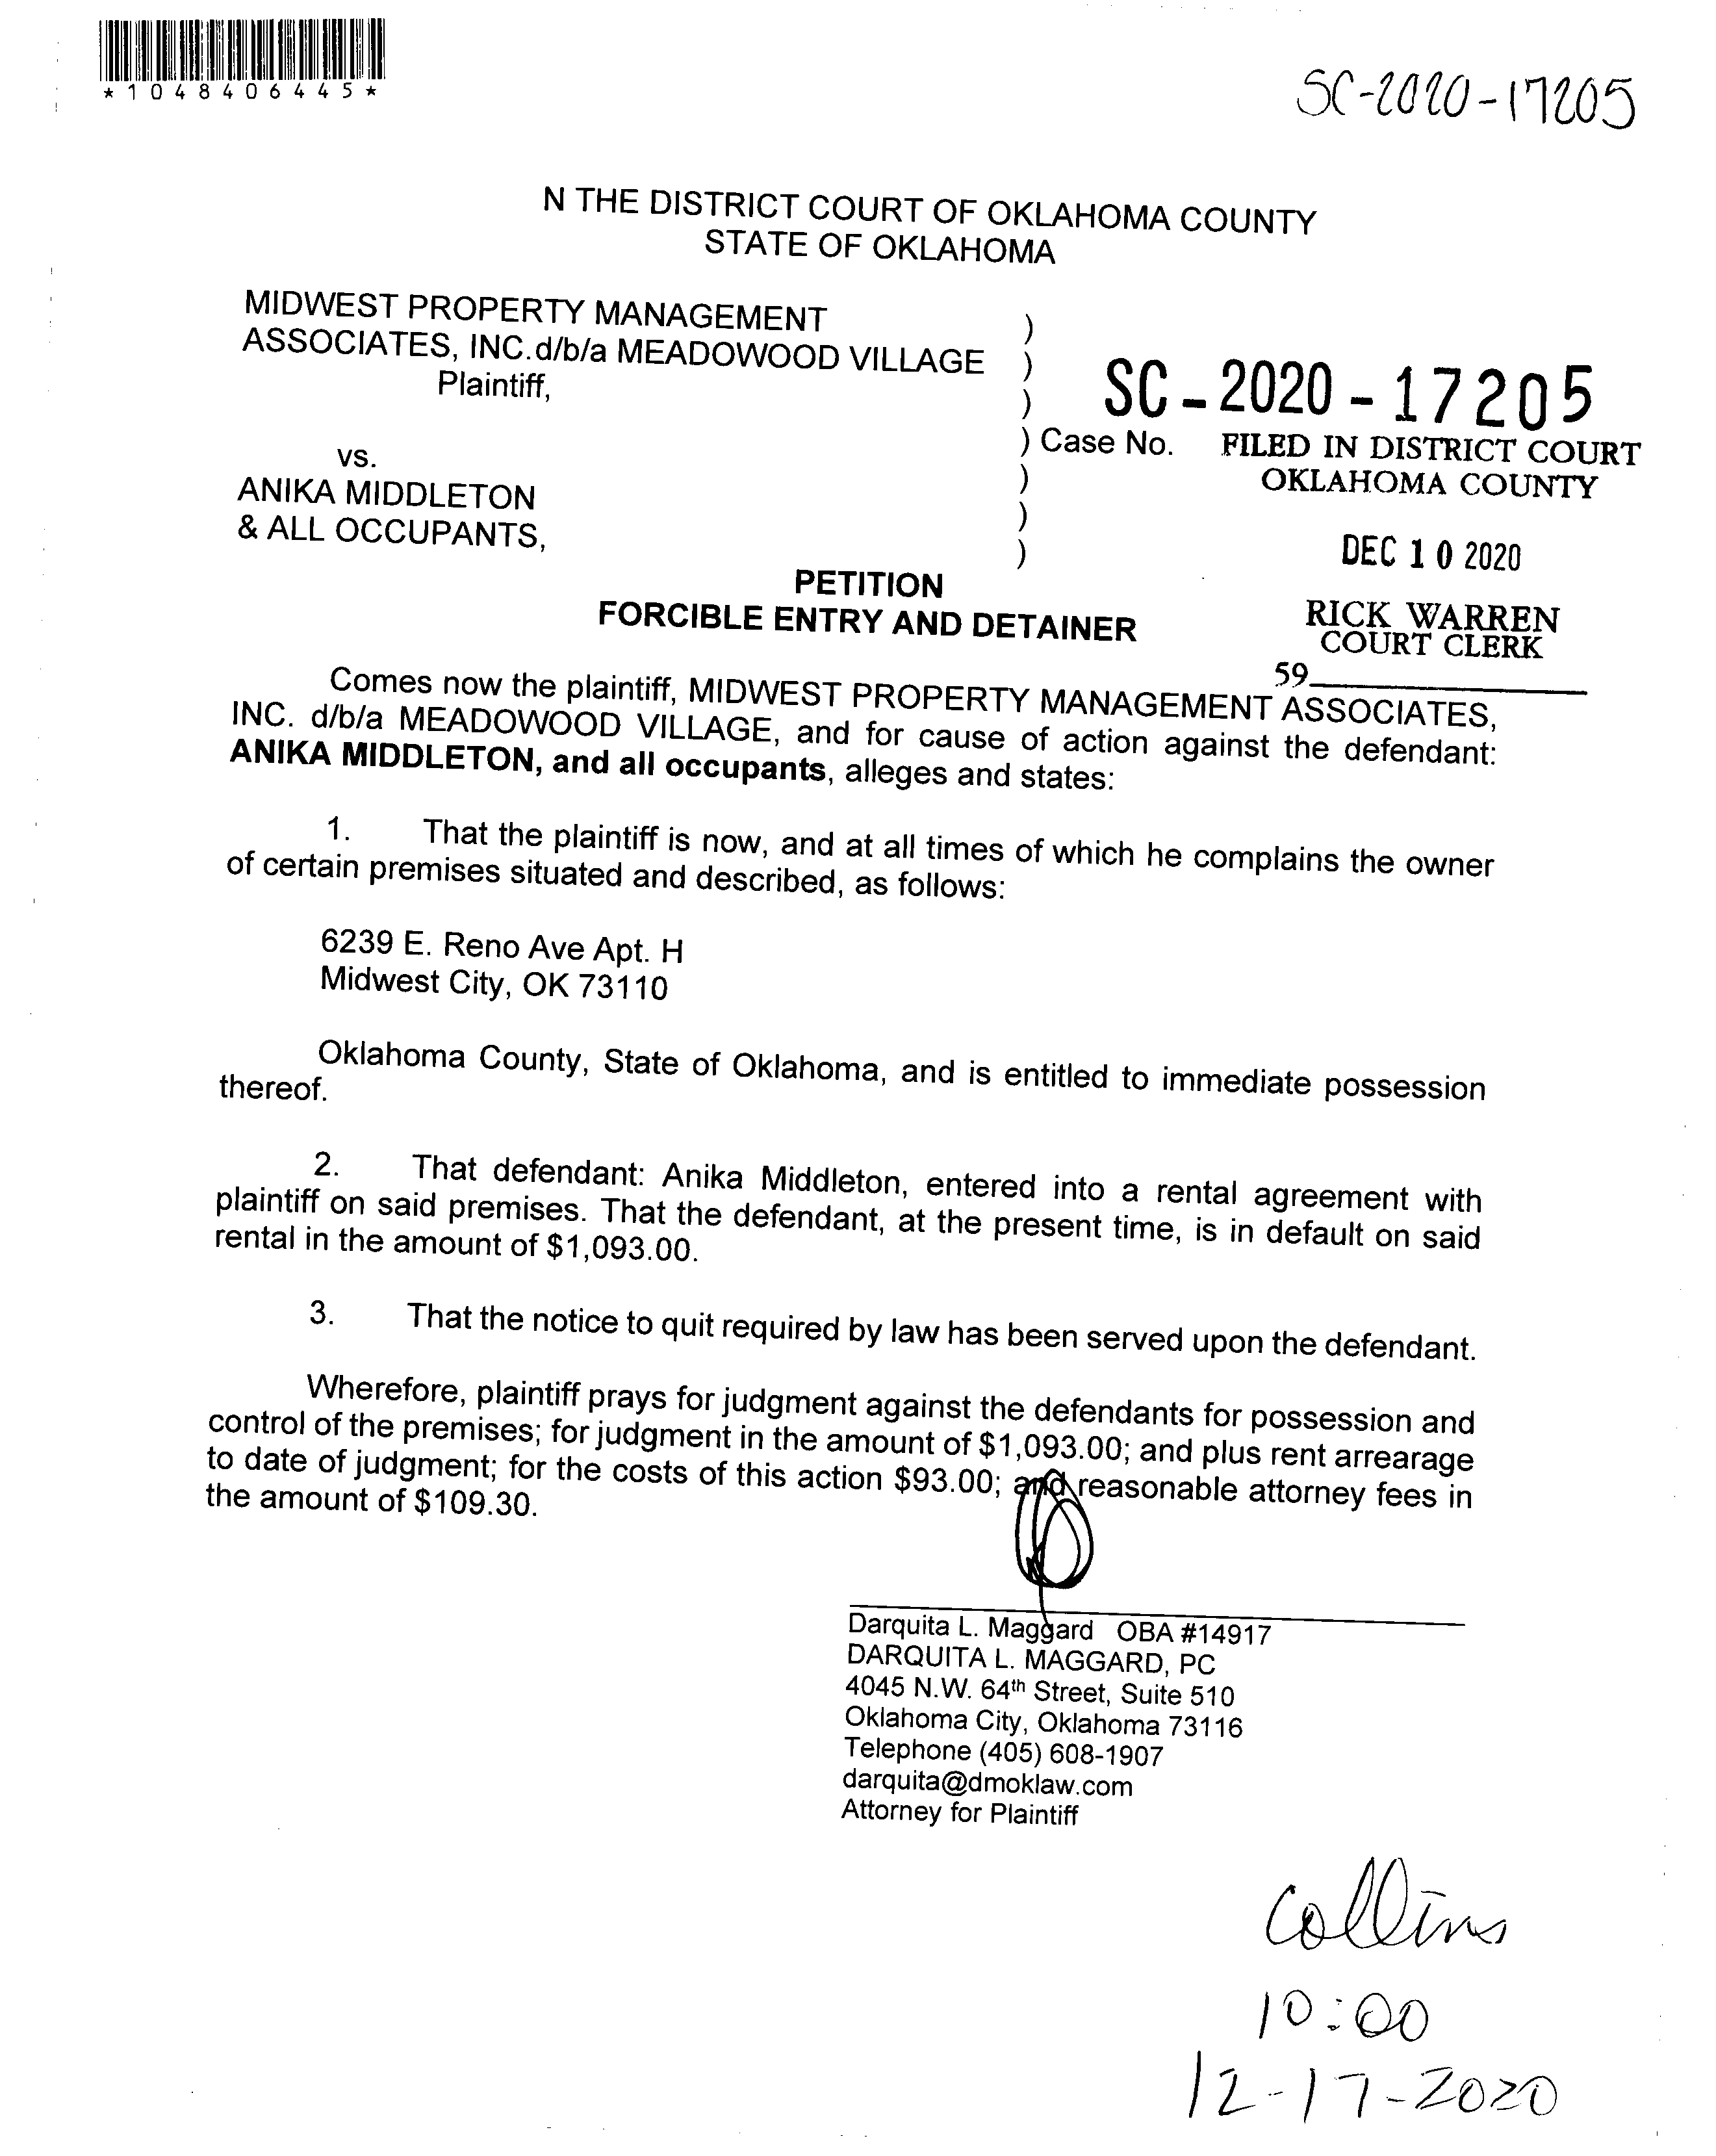 *1048406445*
SC-2020-17205
N THE DISTRICT COURT OF OKLAHOMA COUNTY
STATE OF OKLAHOMA
MIDWEST PROPERTY MANAGEMENT )
ASSOCIATES, INC.d/b/a MEADOWOOD VILLAGE )
Plaintiff, )
SC-2020-17205
) Case No. FILED IN DISTRICT COURT
vs.
OKLAHOMA COUNTY
ANIKA MIDDLETON )
& ALL OCCUPANTS, )
)
DEC 10 2020
PETITION
FORCIBLE ENTRY AND DETAINER
RICK WARREN
COURT CLERK
59
Comes now the plaintiff, MIDWEST PROPERTY MANAGEMENT ASSOCIATES,
INC. d/b/a MEADOWOOD VILLAGE, and for cause of action against the defendant:
ANIKA MIDDLETON, and all occupants, alleges and states:
1. That the plaintiff is now, and at all times of which he complains the owner
of certain premises situated and described, as follows:
6239 E. Reno Ave Apt. H
Midwest City, OK 73110
Oklahoma County, State of Oklahoma, and is entitled to immediate possession
thereof.
2. That defendant: Anika Middleton, entered into a rental agreement with
plaintiff on said premises. That the defendant, at the present time, is in default on said
rental in the amount of $1,093.00.
3. That the notice to quit required by law has been served upon the defendant.
Wherefore, plaintiff prays for judgment against the defendants for possession and
control of the premises; for judgment in the amount of $1,093.00; and plus rent arrearage
to date of judgment; for the costs of this action $93.00; and reasonable attorney fees in
the amount of $109.30.
Darquita L. Maggard OBA #14917
DARQUITA L. MAGGARD, PC
4045 N.W. 64th Street, Suite 510
Oklahoma City, Oklahoma 73116
Telephone (405) 608-1907
darquita@dmoklaw.com
Attorney for Plaintiff
Collins
10:00
12-17-2020